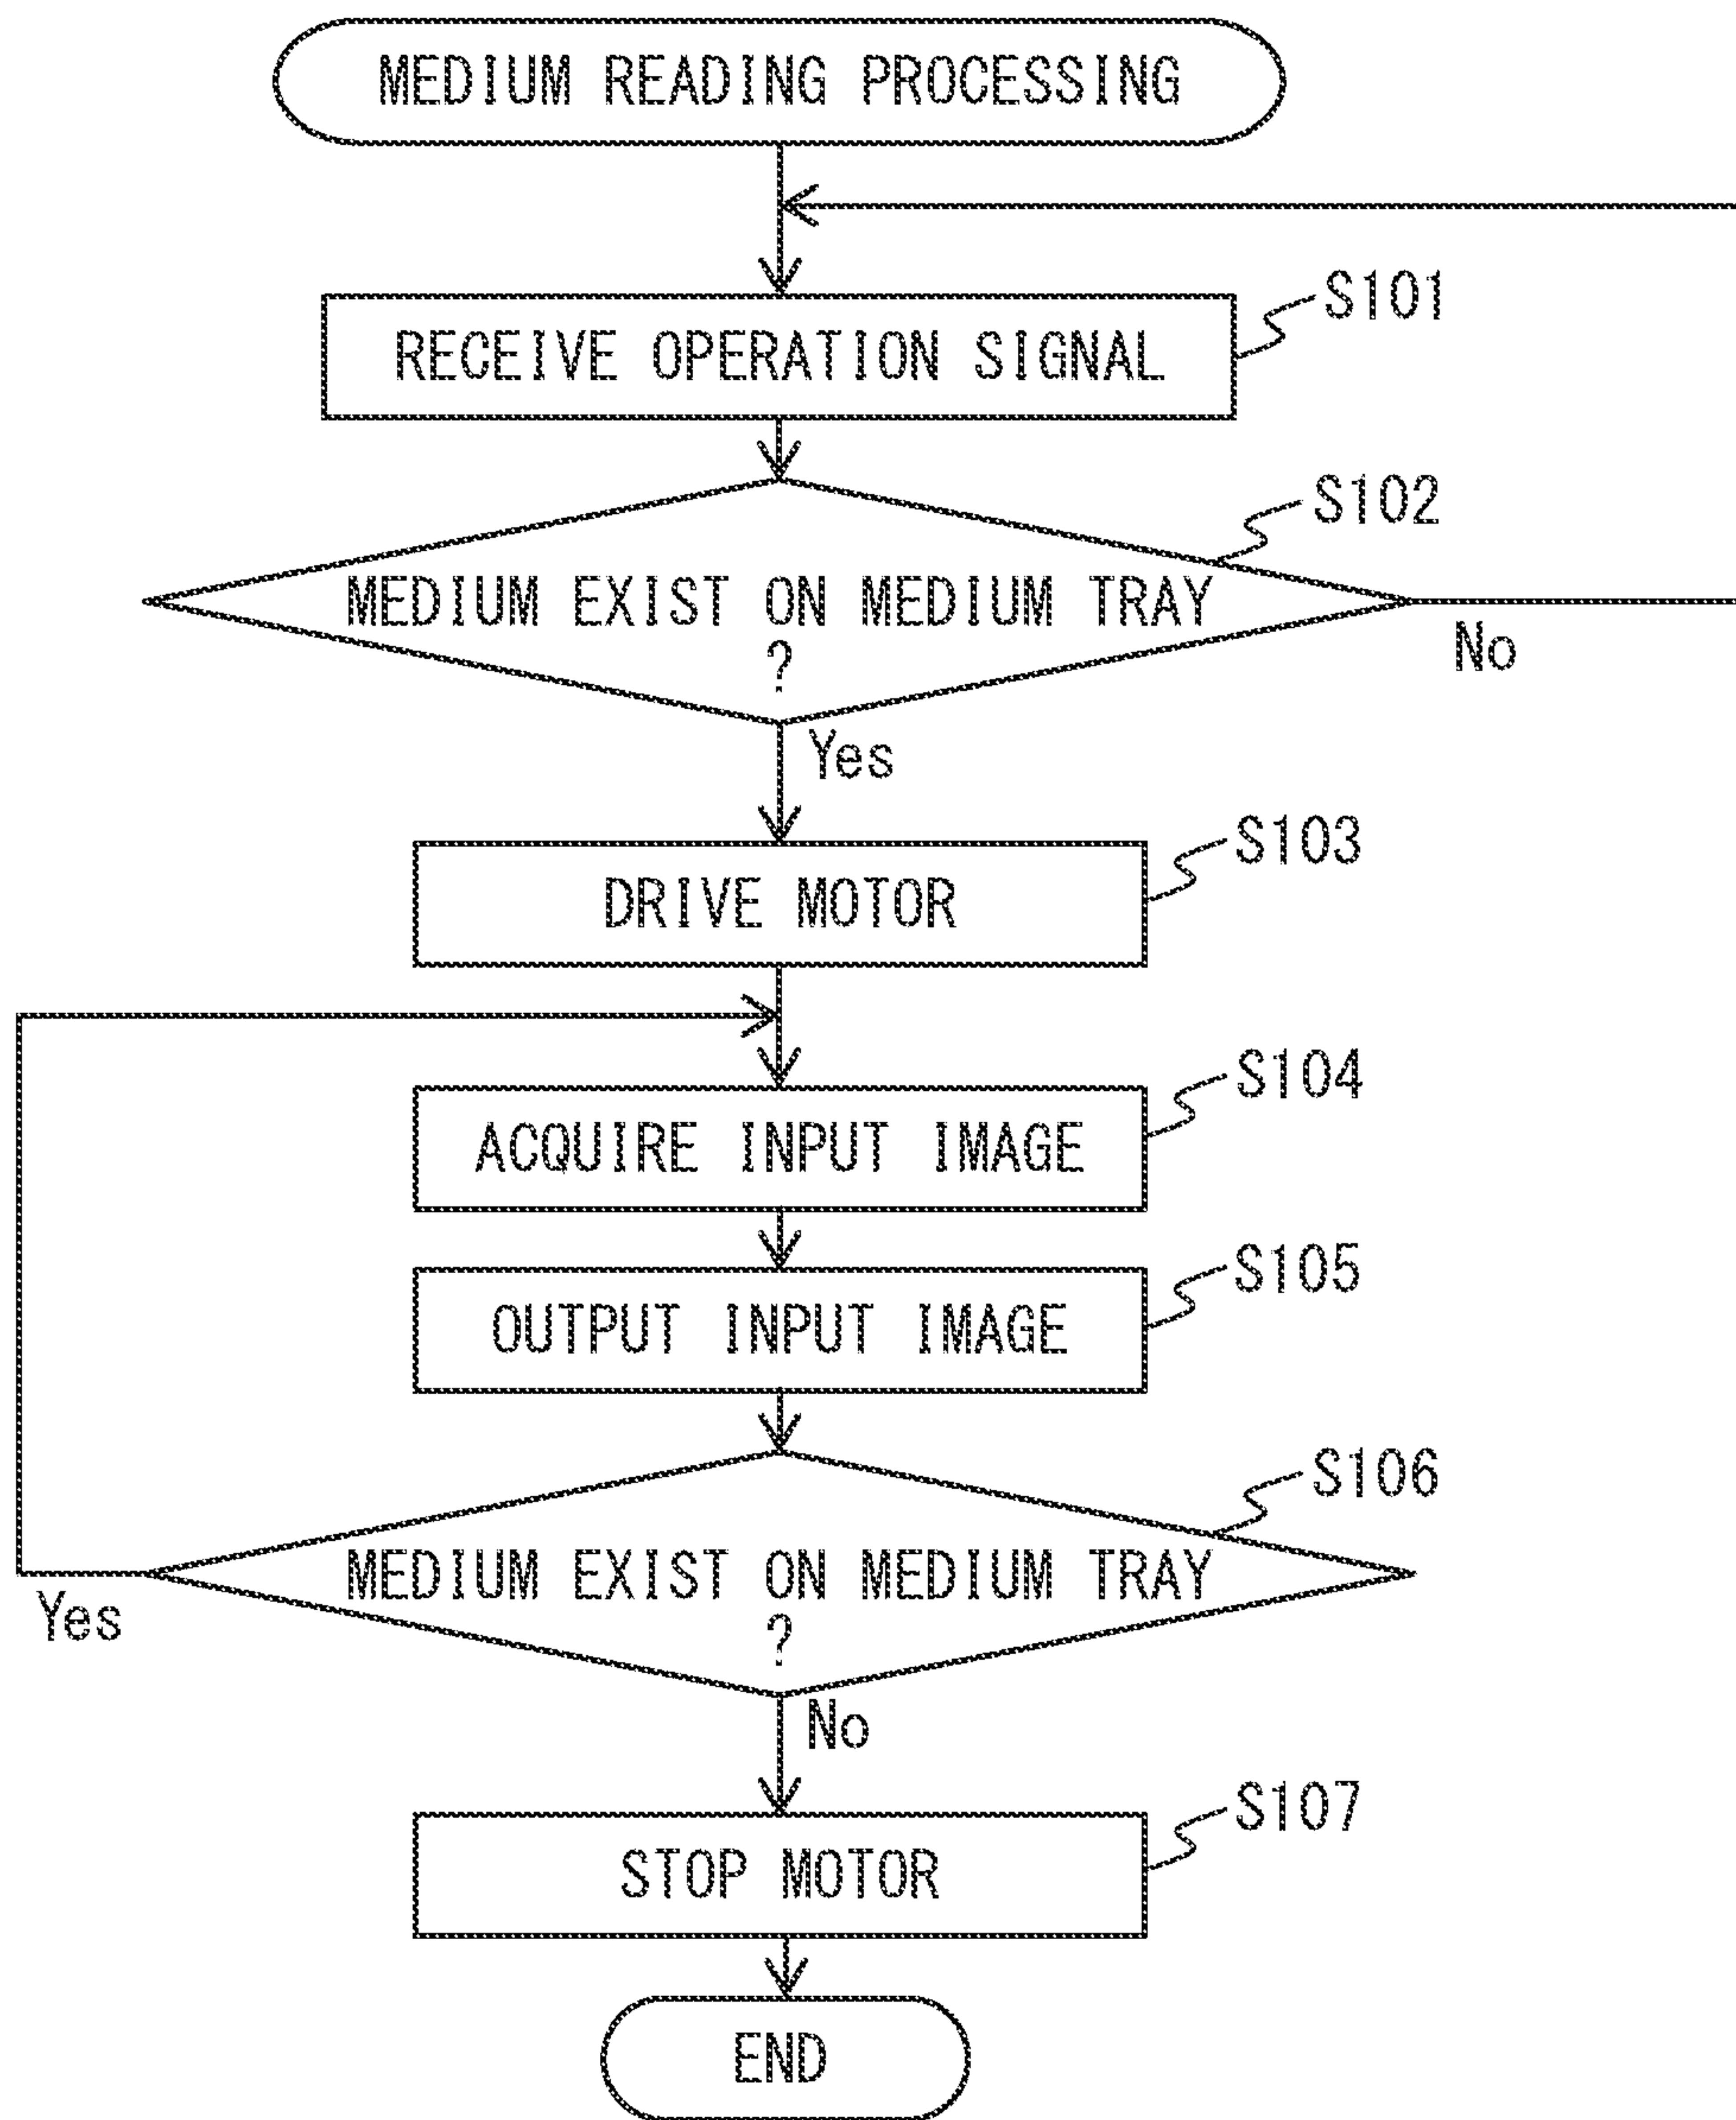 MEDIUM READING PROCESSING
S101
RECEIVE OPERATION SIGNAL
S102
MEDIUM EXIST ON MEDIUM TRAY
?
No
Yes
S103
DRIVE MOTOR
S104
ACQUIRE INPUT IMAGE
S105
OUTPUT INPUT IMAGE
S106
MEDIUM EXIST ON MEDIUM TRAY
?
Yes
No
S107
STOP MOTOR
END